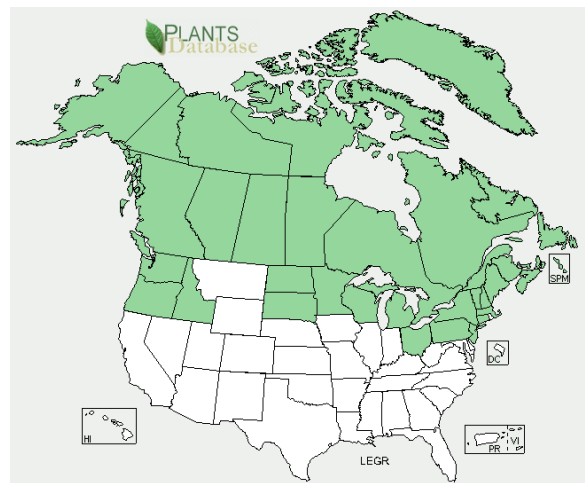 PLANTS
Database
SPM
DC
HI
PR
VI
LEGR